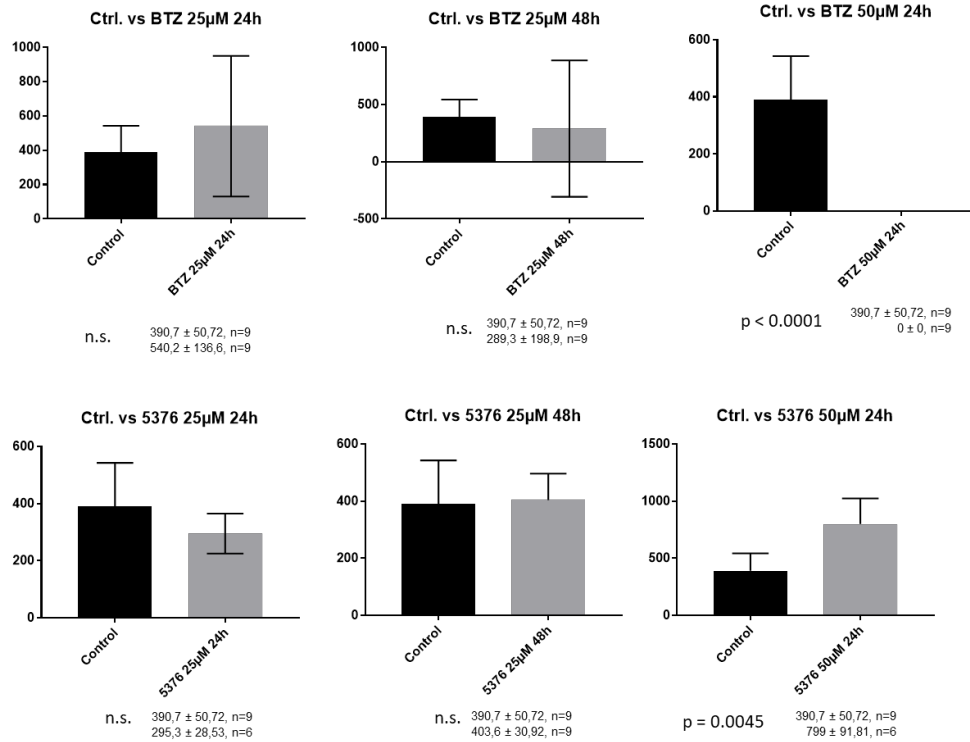 Ctrl. vs BTZ 25µM 24h
1000
800
600
400
200
0
Control
BTZ 25µM 24h
n.s.
390,7 ± 50,72, n=9
540,2 ± 136,6, n=9
Ctrl. vs BTZ 25µM 48h
1000
500
0
-500
Control
BTZ 25µM 48h
n.s.
390,7 ± 50,72, n=9
289,3 ± 198,9, n=9
Ctrl. vs BTZ 50µM 24h
600
400
200
0
Control
BTZ 50µM 24h
p < 0.0001
390,7 ± 50,72, n=9
0 ± 0, n=9
Ctrl. vs 5376 25µM 24h
600
400
200
0
Control
5376 25µM 24h
n.s.
390,7 ± 50,72, n=9
295,3 ± 28,53, n=6
Ctrl. vs 5376 25µM 48h
600
400
200
0
Control
5376 25µM 48h
n.s.
390,7 ± 50,72, n=9
403,6 ± 30,92, n=9
Ctrl. vs 5376 50µM 24h
1500
1000
500
0
Control
5376 50µM 24h
p = 0.0045
390,7 ± 50,72, n=9
799 ± 91,81, n=6